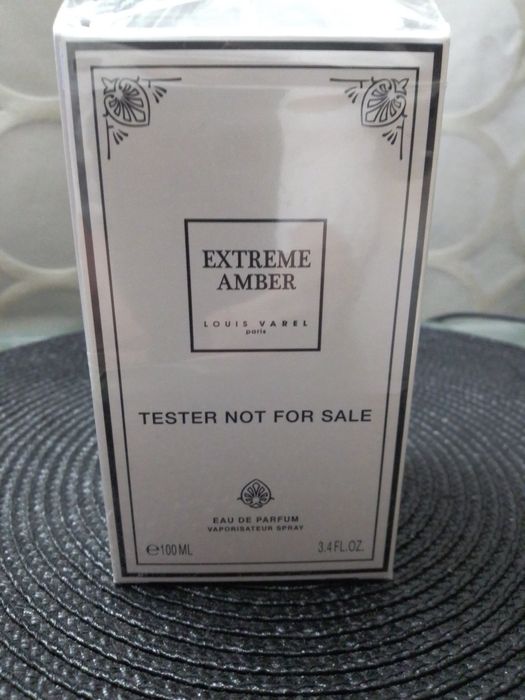 EXTREME
AMBER
LOUIS VAREL
paris
TESTER NOT FOR SALE
EAU DE PARFUM
VAPORISATEUR SPRAY
℮100 ML
3.4 FL.OZ.